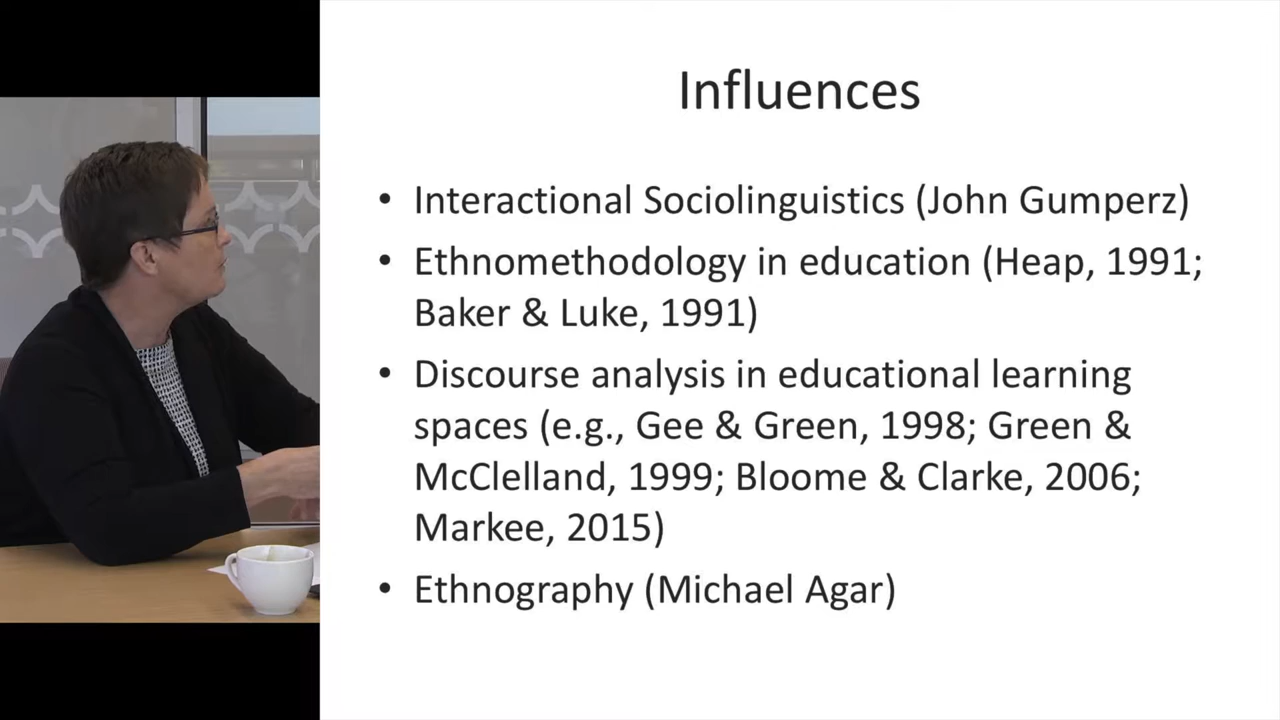 Influences
• Interactional Sociolinguistics (John Gumperz)
• Ethnomethodology in education (Heap, 1991;
Baker & Luke, 1991)
• Discourse analysis in educational learning
spaces (e.g., Gee & Green, 1998; Green &
McClelland, 1999; Bloome & Clarke, 2006;
Markee, 2015)
• Ethnography (Michael Agar)